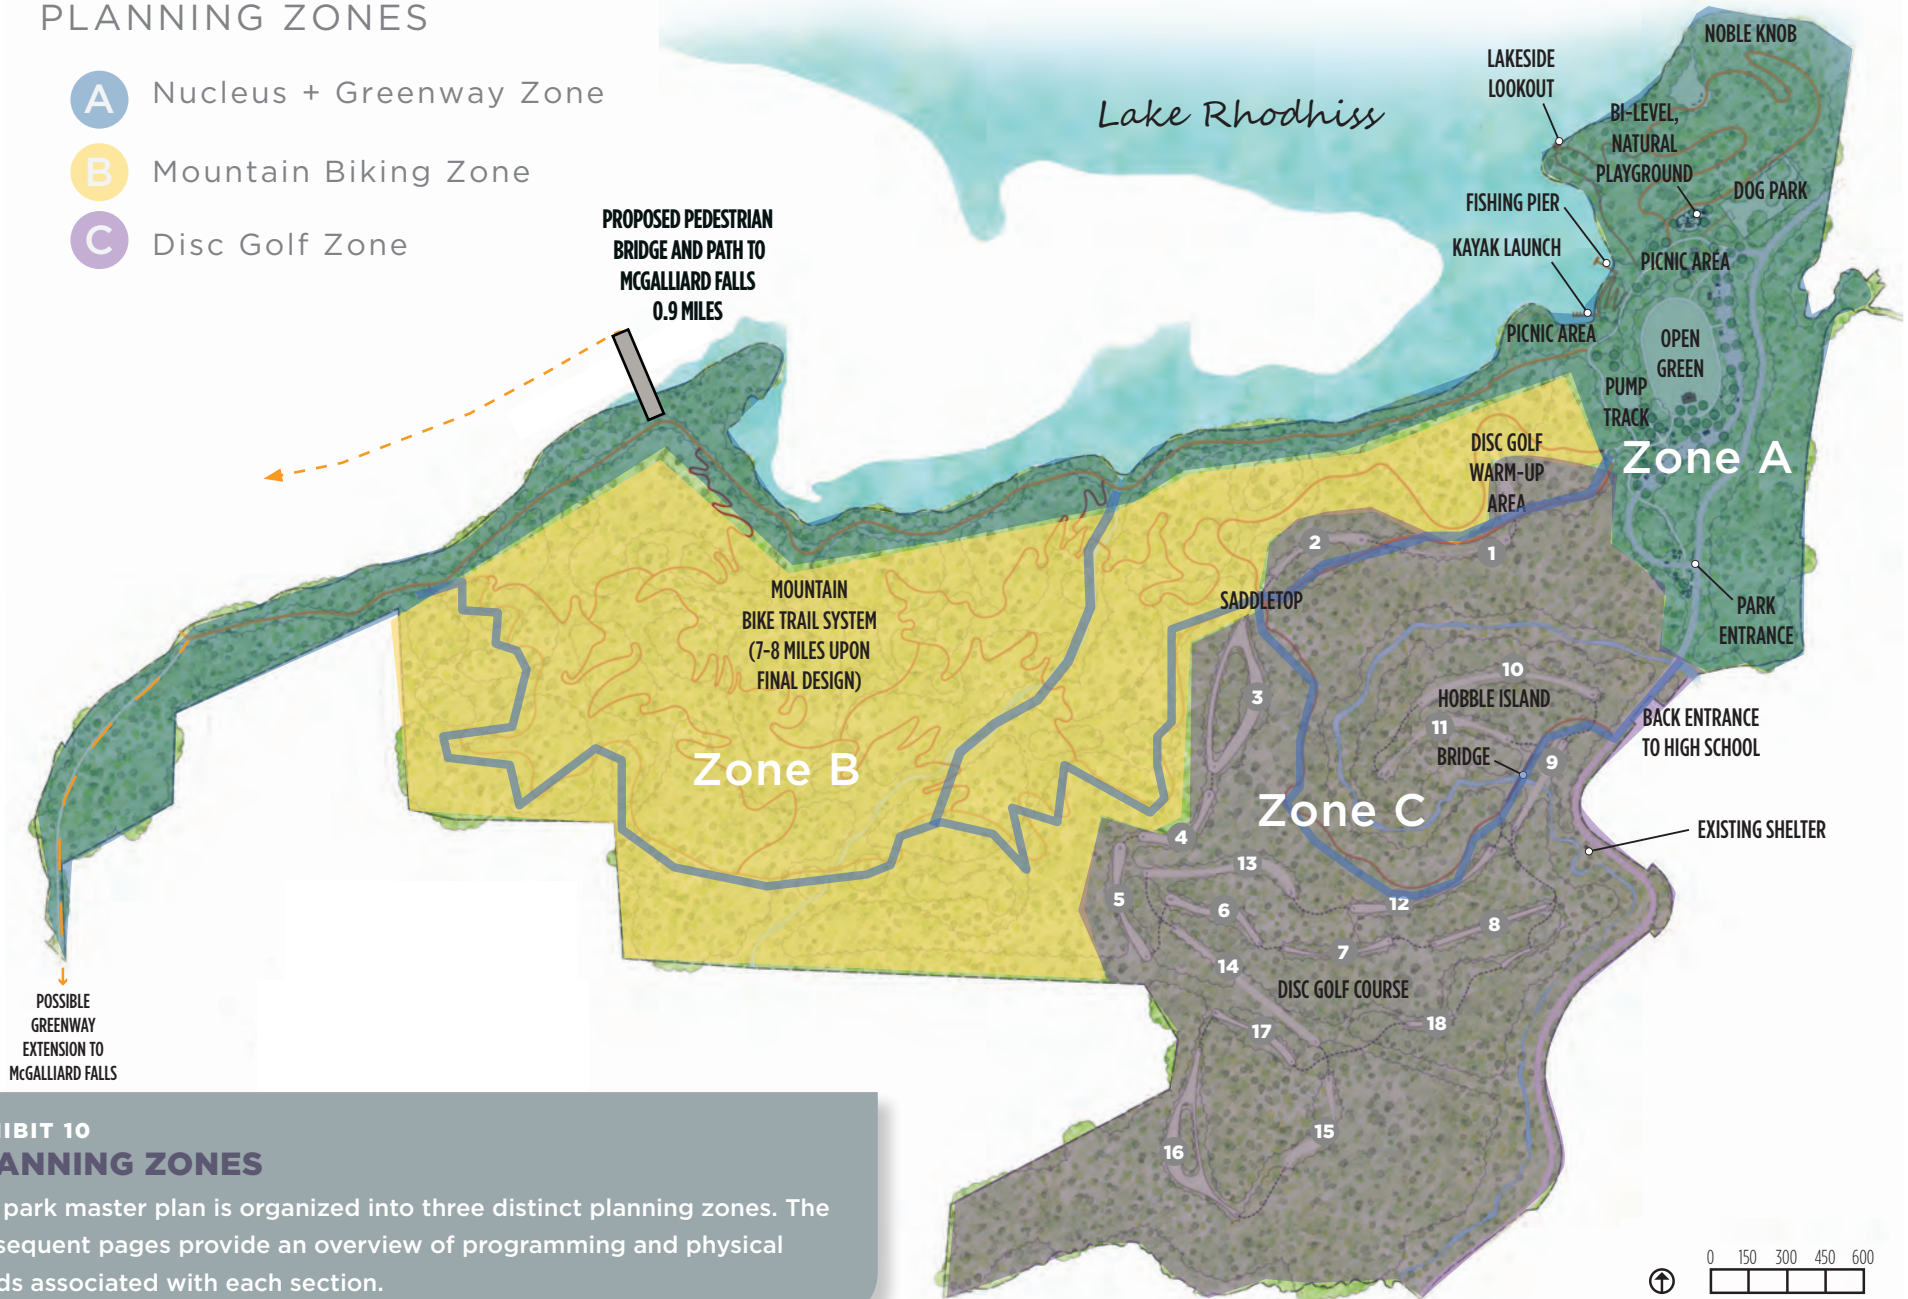 PLANNING ZONES
A
Nucleus + Greenway Zone
B
Mountain Biking Zone
C
Disc Golf Zone
Lake Rhodhiss
NOBLE KNOB
LAKESIDE
LOOKOUT
BI-LEVEL,
NATURAL
PLAYGROUND
DOG PARK
FISHING PIER
KAYAK LAUNCH
PICNIC AREA
PICNIC AREA
OPEN
GREEN
PUMP
TRACK
Zone A
PARK
ENTRANCE
PROPOSED PEDESTRIAN
BRIDGE AND PATH TO
MCGALLIARD FALLS
0.9 MILES
DISC GOLF
WARM-UP
AREA
2
1
SADDLETOP
MOUNTAIN
BIKE TRAIL SYSTEM
(7-8 MILES UPON
FINAL DESIGN)
Zone B
3
10
HOBBLE ISLAND
11
BRIDGE
9
BACK ENTRANCE
TO HIGH SCHOOL
Zone C
EXISTING SHELTER
4
13
5
6
12
8
7
14
DISC GOLF COURSE
17
18
15
16
POSSIBLE
GREENWAY
EXTENSION TO
McGALLIARD FALLS
HIBIT 10
ANNING ZONES
park master plan is organized into three distinct planning zones. The
sequent pages provide an overview of programming and physical
ds associated with each section.
0 150 300 450 600